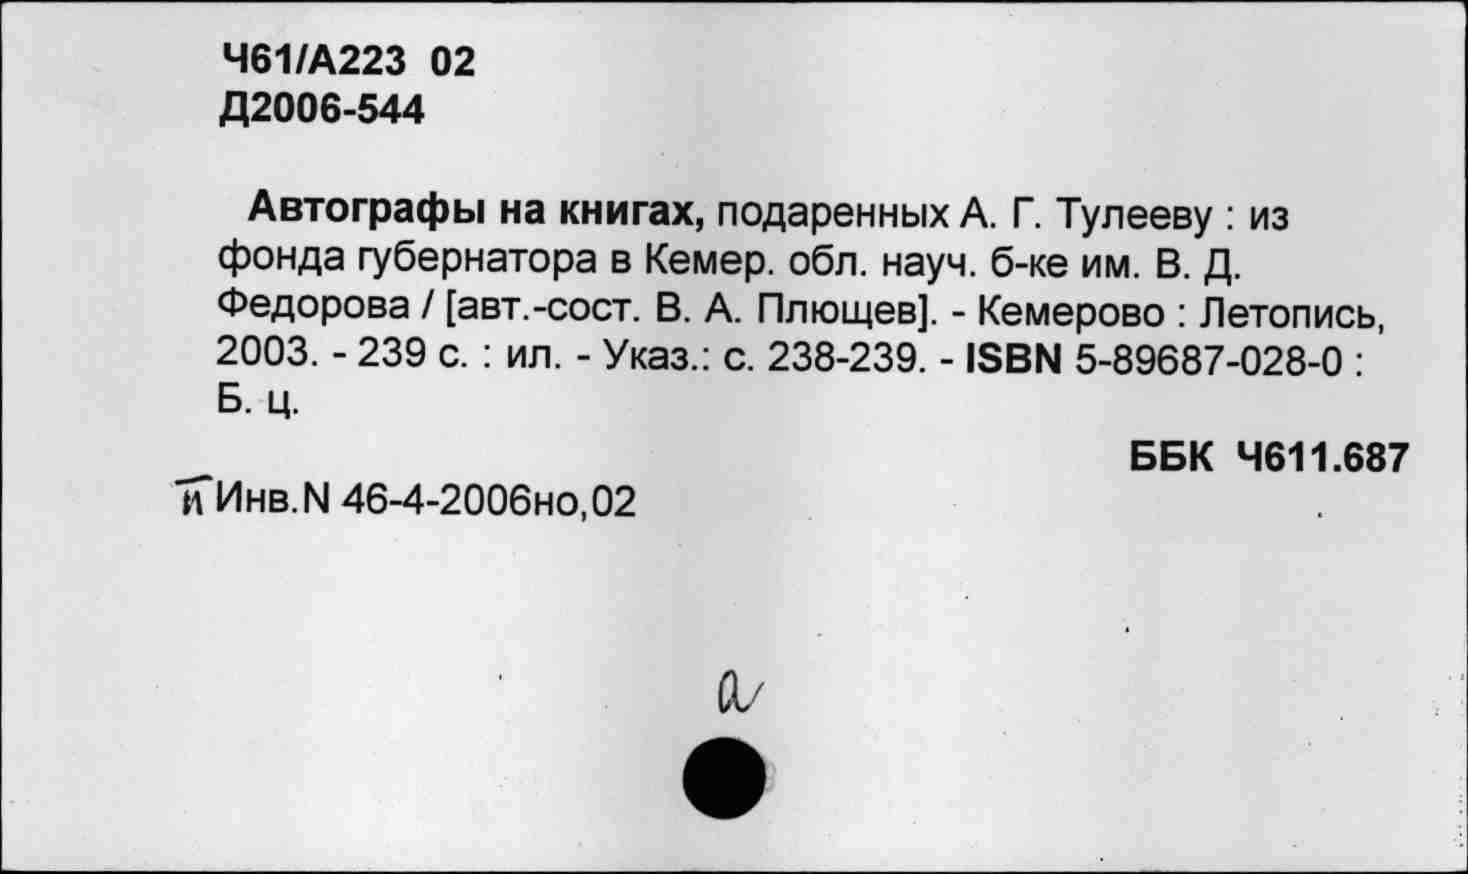 Ч61/А223 02
Д2006-544
Автографы на книгах, подаренных А. Г. Тулееву : из
фонда губернатора в Кемер. обл. науч. б-ке им. В. Д.
Федорова / [авт.-сост. В. А. Плющев]. - Кемерово : Летопись,
2003. - 239 с. : ил. - Указ.: с. 238-239. - ISBN 5-89687-028-0 :
Б. ц.
ББК Ч611.687
и Инв.N 46-4-2006но,02
а